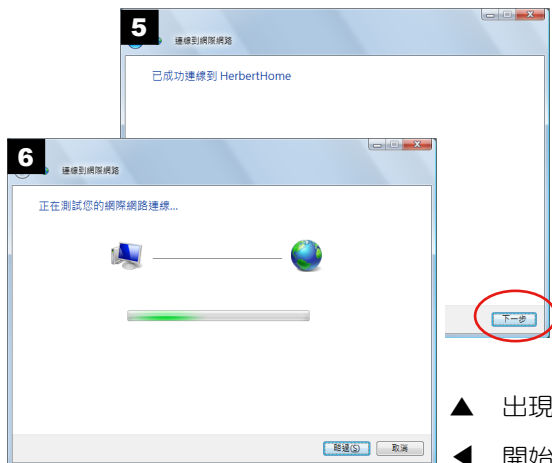 5
連線到網際網路
已成功連線到 HerbertHome
下一步
6
連線到網際網路
正在測試您的網際網路連線...
略過(S)
取消
▲ 出現
◀ 開始